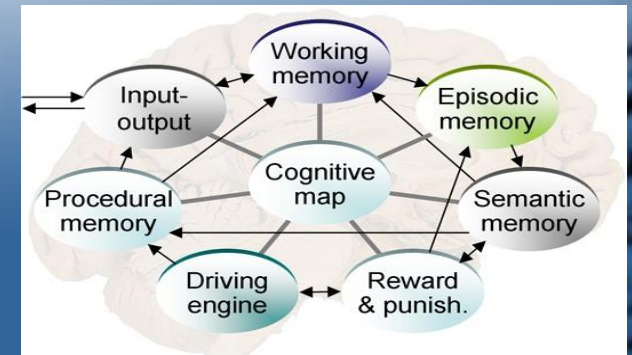 Working
memory
Input-
output
Episodic
memory
Cognitive
map
Procedural
memory
Semantic
memory
Driving
engine
Reward
& punish.